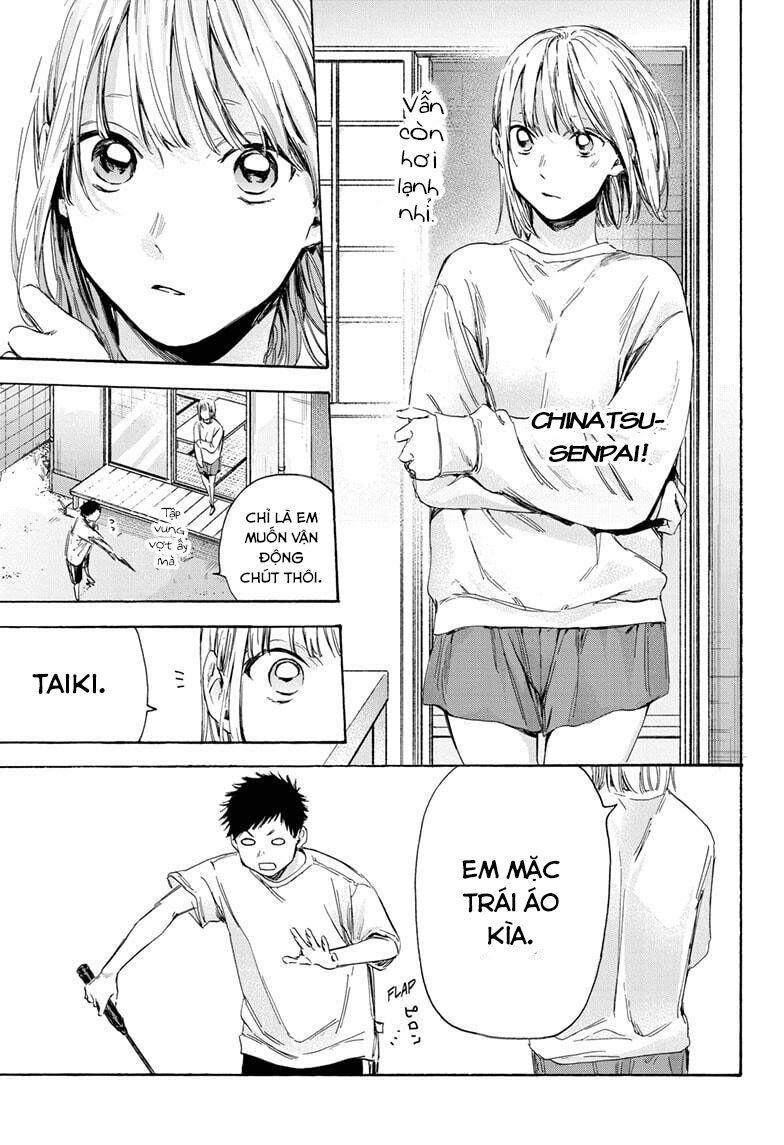 Vẫn
còn
hơi
lạnh
nhỉ.
CHINATSU-
SENPAI!
CHỈ LÀ EM
MUỐN VẬN
ĐỘNG
CHÚT THÔI.
Tập
vung
vợt ấy
mà.
TAIKI.
EM MẶC
TRÁI ÁO
KÌA.
FLAP